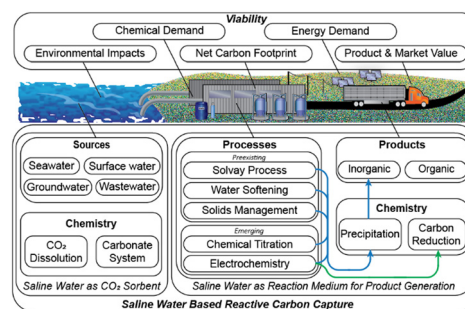 Viability
Chemical Demand
Energy Demand
Environmental Impacts
Net Carbon Footprint
Product & Market Value
Sources
Seawater
Surface water
Groundwater
Wastewater
Chemistry
CO₂ Dissolution
Carbonate System
Saline Water as CO₂ Sorbent
Processes
Preexisting
Solvay Process
Water Softening
Solids Management
Emerging
Chemical Titration
Electrochemistry
Products
Inorganic
Organic
Chemistry
Precipitation
Carbon Reduction
Saline Water as Reaction Medium for Product Generation
Saline Water Based Reactive Carbon Capture